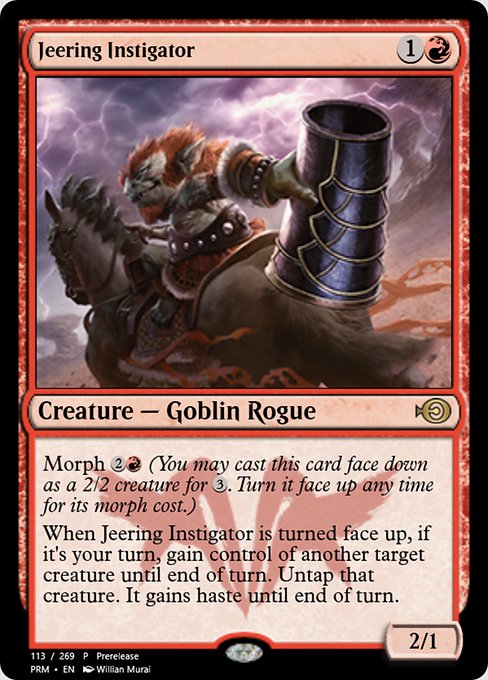 Jeering Instigator 1
Creature — Goblin Rogue
Morph 2 (You may cast this card face down
as a 2/2 creature for 3. Turn it face up any time
for its morph cost.)
When Jeering Instigator is turned face up, if
it's your turn, gain control of another target
creature until end of turn. Untap that
creature. It gains haste until end of turn.
2/1
113 / 269 P Prerelease
PRM • EN Willian Murai